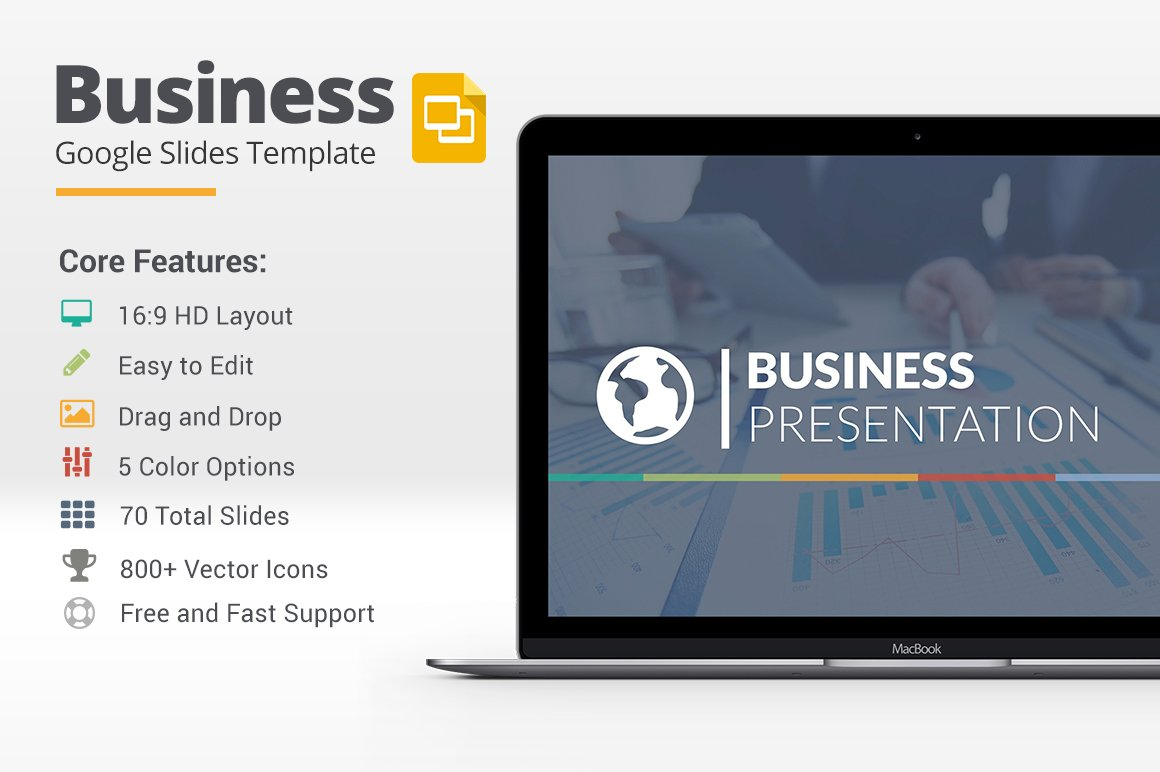 Business
Google Slides Template
Core Features:
16:9 HD Layout
Easy to Edit
Drag and Drop
5 Color Options
70 Total Slides
800+ Vector Icons
Free and Fast Support
BUSINESS
PRESENTATION
MacBook